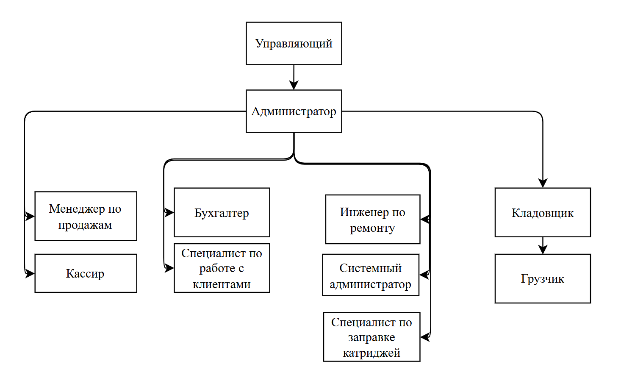 Управляющий
Администратор
Менеджер по
продажам
Кассир
Бухгалтер
Специалист по
работе с
клиентами
Инженер по
ремонту
Системный
администратор
Специалист по
заправке
катриджей
Кладовщик
Грузчик